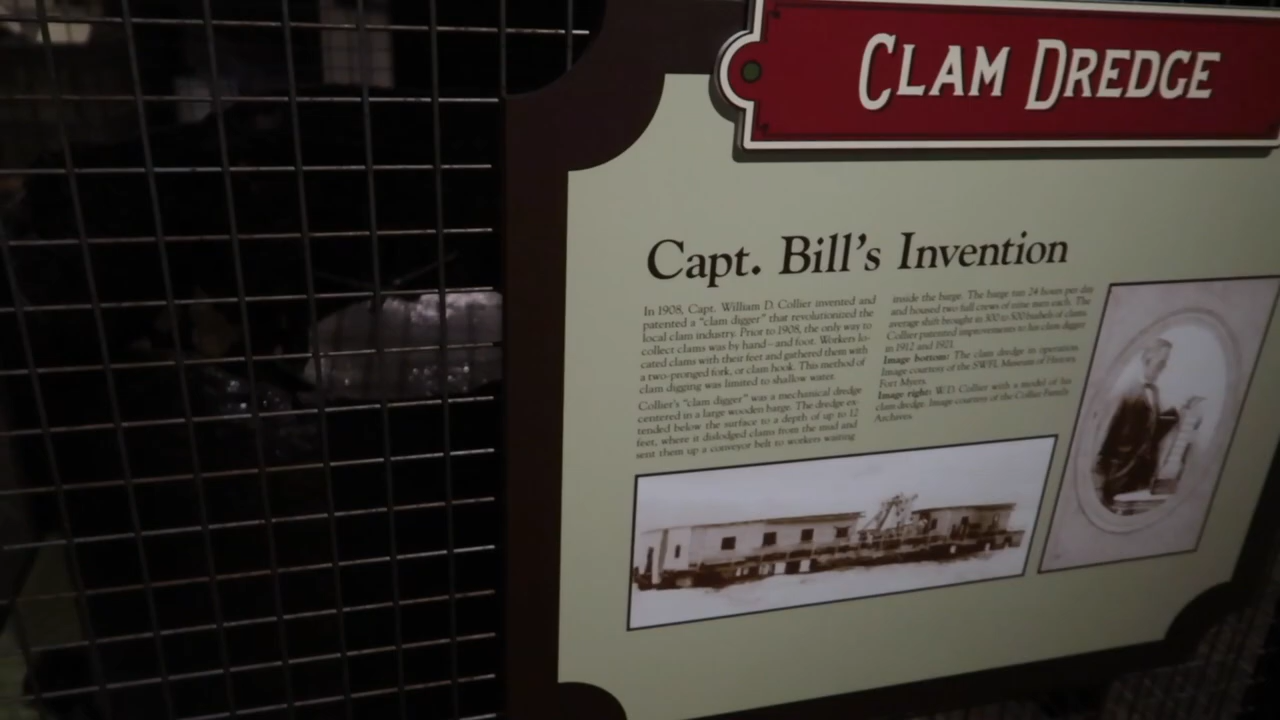 CLAM DREDGE
Capt. Bill's Invention
In 1908, Capt. William D. Collier invented and
patented a "clam digger" that revolutionized the
local clam industry. Prior to 1908, the only way to
collect clams was by hand – and foot. Workers lo-
cated clams with their feet and gathered them with
a two-pronged fork, or clam hook. This method of
clam digging was limited to shallow water.
Collier's "clam digger" was a mechanical dredge
centered in a large wooden barge. The dredge ex-
tended below the surface to a depth of up to 12
feet, where it dislodged clams from the mud and
sent them up a conveyor belt to workers waiting
inside the barge. The barge ran 24 hours per day
and housed two full crews of nine men each. The
average shift brought in 300 to 500 bushels of clams.
Collier patented improvements to his clam digger
in 1912 and 1921.
Image bottom: The clam dredge in operation.
Image courtesy of the SWFL Museum of History,
Fort Myers.
Image right: W.D. Collier with a model of his
clam dredge. Image courtesy of the Collier Family
Archives.